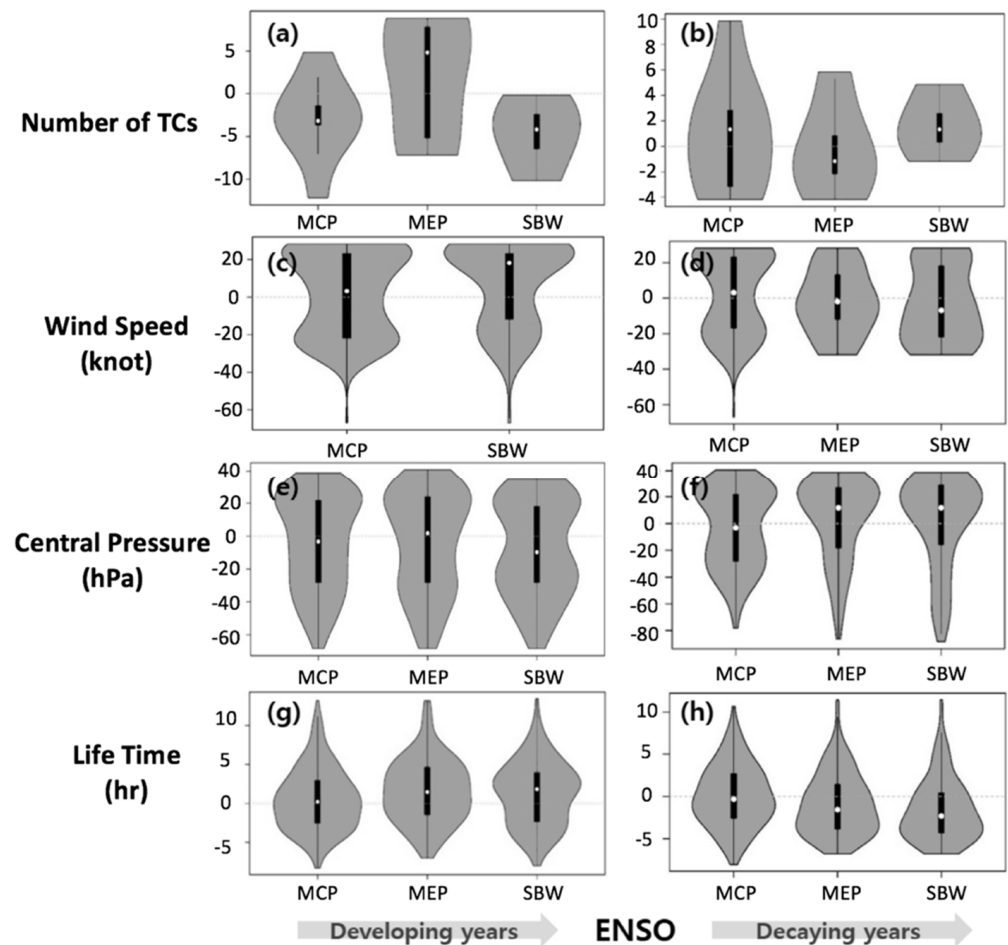 Number of TCs
(a)
5
0
-5
-10
MCP MEP SBW
(b)
10
8
6
4
2
0
-2
-4
MCP MEP SBW
Wind Speed
(knot)
(c)
20
0
-20
-40
-60
MCP SBW
(d)
20
0
-20
-40
-60
MCP MEP SBW
Central Pressure
(hPa)
(e)
40
20
0
-20
-40
-60
MCP MEP SBW
(f)
40
20
0
-20
-40
-60
-80
MCP MEP SBW
Life Time
(hr)
(g)
10
5
0
-5
MCP MEP SBW
(h)
10
5
0
-5
MCP MEP SBW
Developing years ENSO Decaying years